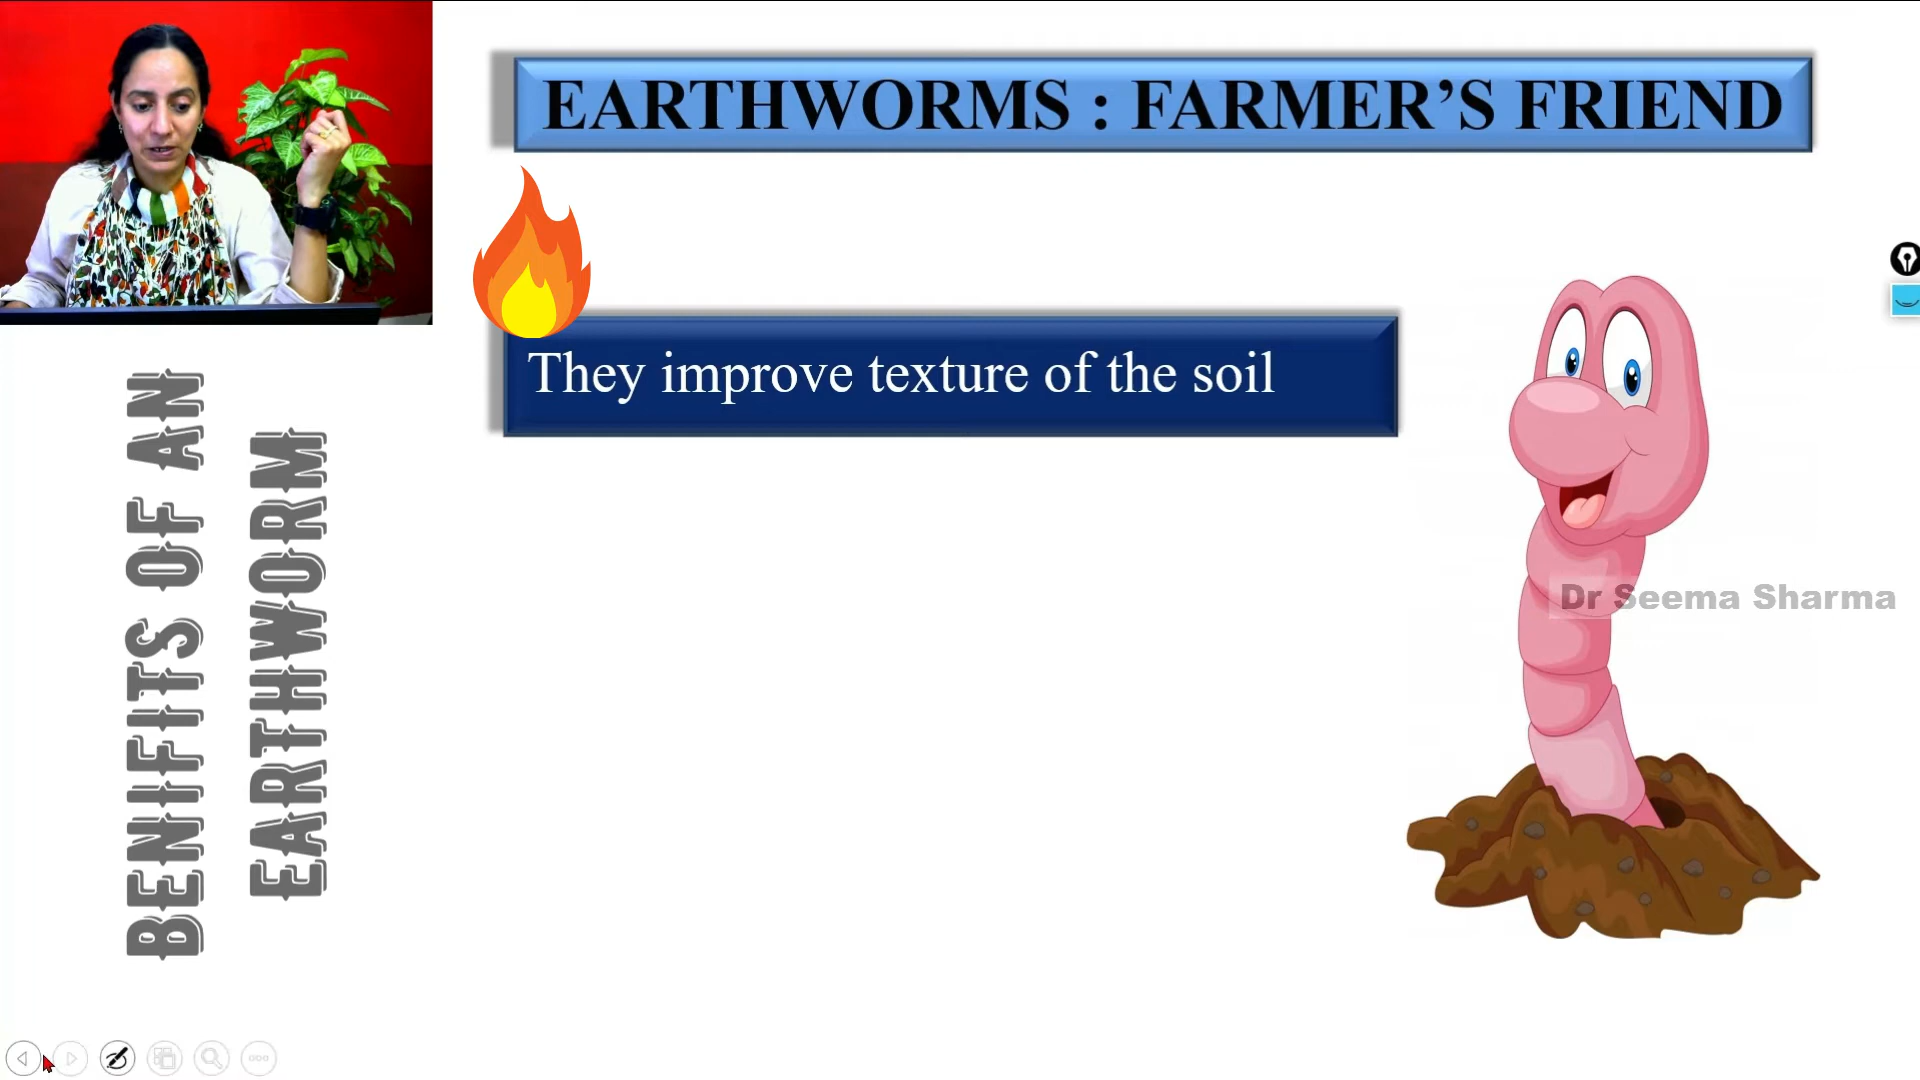 EARTHWORMS : FARMER’S FRIEND
They improve texture of the soil
BENIFITS OF AN
EARTHWORM
Dr Seema Sharma